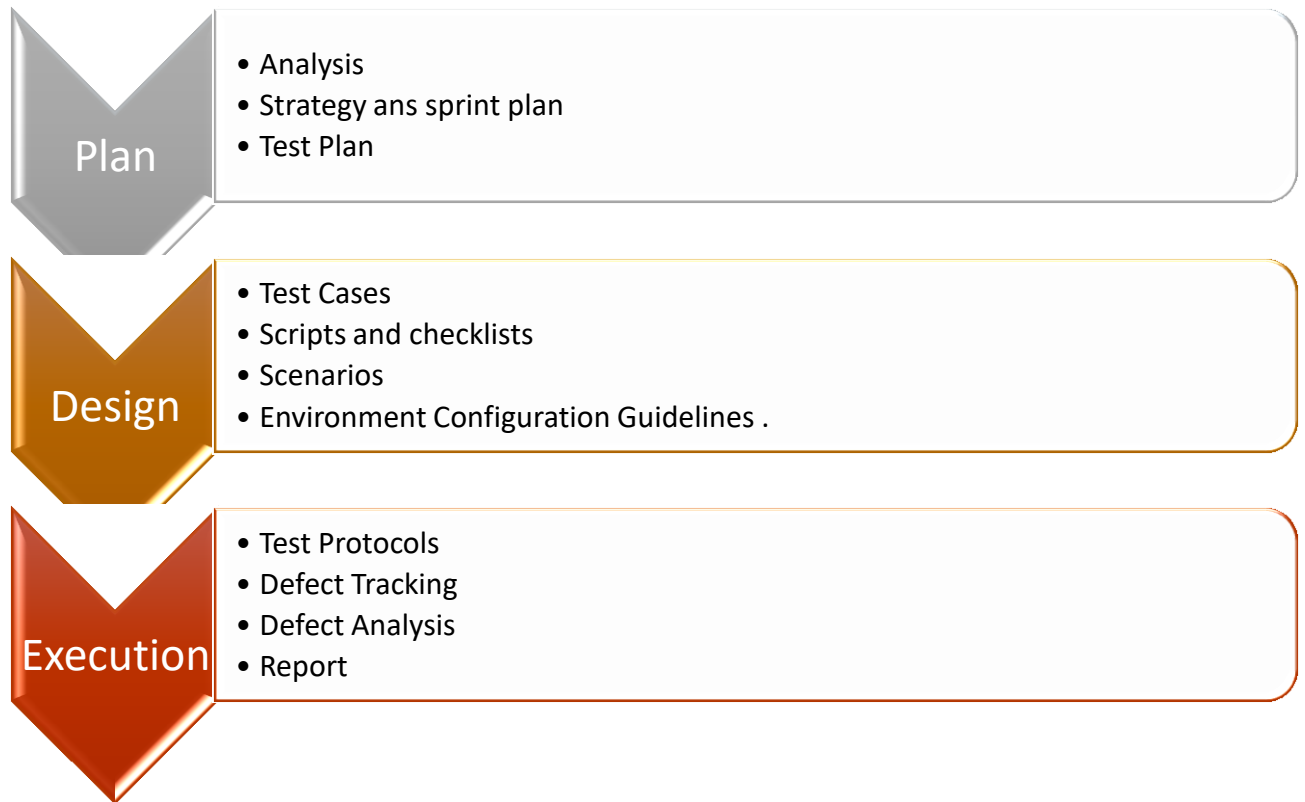 Plan
• Analysis
• Strategy ans sprint plan
• Test Plan
Design
• Test Cases
• Scripts and checklists
• Scenarios
• Environment Configuration Guidelines .
Execution
• Test Protocols
• Defect Tracking
• Defect Analysis
• Report